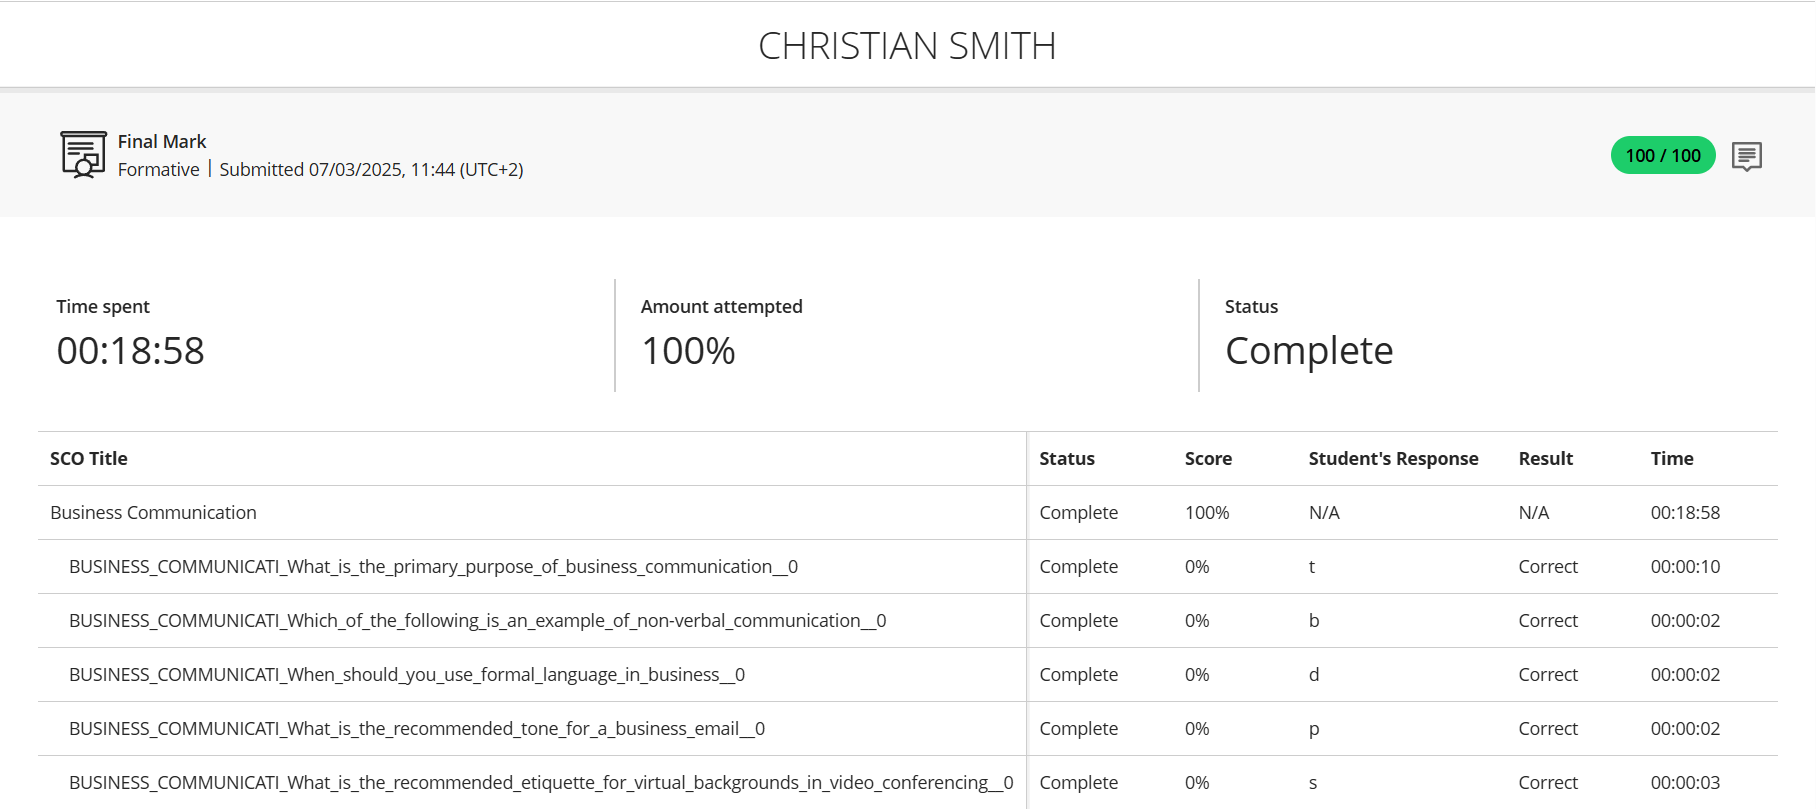 CHRISTIAN SMITH
Final Mark
Formative | Submitted 07/03/2025, 11:44 (UTC+2)
100 / 100
Time spent
00:18:58
Amount attempted
100%
Status
Complete
SCO Title Status Score Student's Response Result Time
Business Communication Complete 100% N/A N/A 00:18:58
BUSINESS_COMMUNICATI_What_is_the_primary_purpose_of_business_communication__0 Complete 0% t Correct 00:00:10
BUSINESS_COMMUNICATI_Which_of_the_following_is_an_example_of_non-verbal_communication__0 Complete 0% b Correct 00:00:02
BUSINESS_COMMUNICATI_When_should_you_use_formal_language_in_business__0 Complete 0% d Correct 00:00:02
BUSINESS_COMMUNICATI_What_is_the_recommended_tone_for_a_business_email__0 Complete 0% p Correct 00:00:02
BUSINESS_COMMUNICATI_What_is_the_recommended_etiquette_for_virtual_backgrounds_in_video_conferencing__0 Complete 0% s Correct 00:00:03